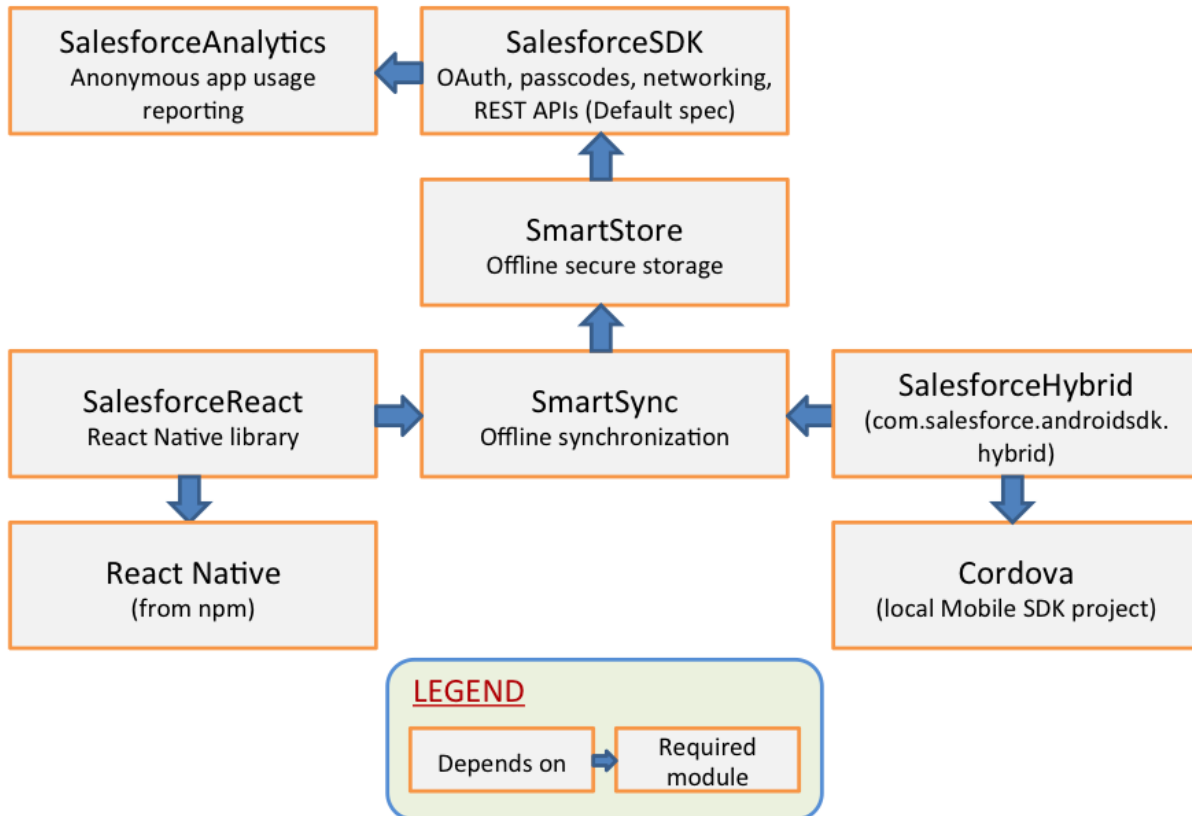 SalesforceAnalytics
Anonymous app usage
reporting
SalesforceSDK
OAuth, passcodes, networking,
REST APIs (Default spec)
SmartStore
Offline secure storage
SalesforceReact
React Native library
SmartSync
Offline synchronization
SalesforceHybrid
(com.salesforce.androidsdk.
hybrid)
React Native
(from npm)
Cordova
(local Mobile SDK project)
LEGEND
Depends on
Required
module